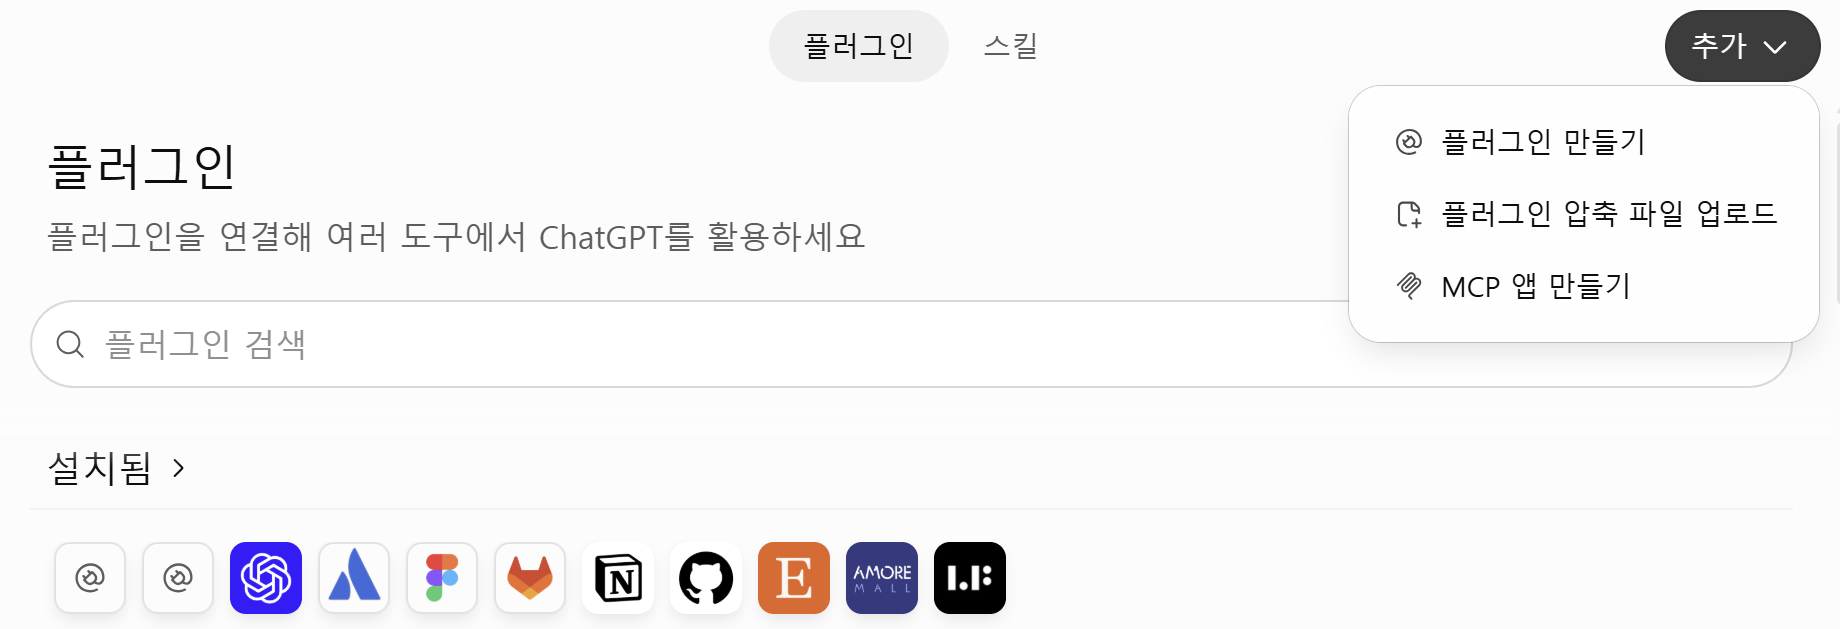 플러그인 스킬 추가
플러그인 만들기
플러그인 압축 파일 업로드
MCP 앱 만들기
플러그인
플러그인을 연결해 여러 도구에서 ChatGPT를 활용하세요
플러그인 검색
설치됨
N E AMORE
MALL